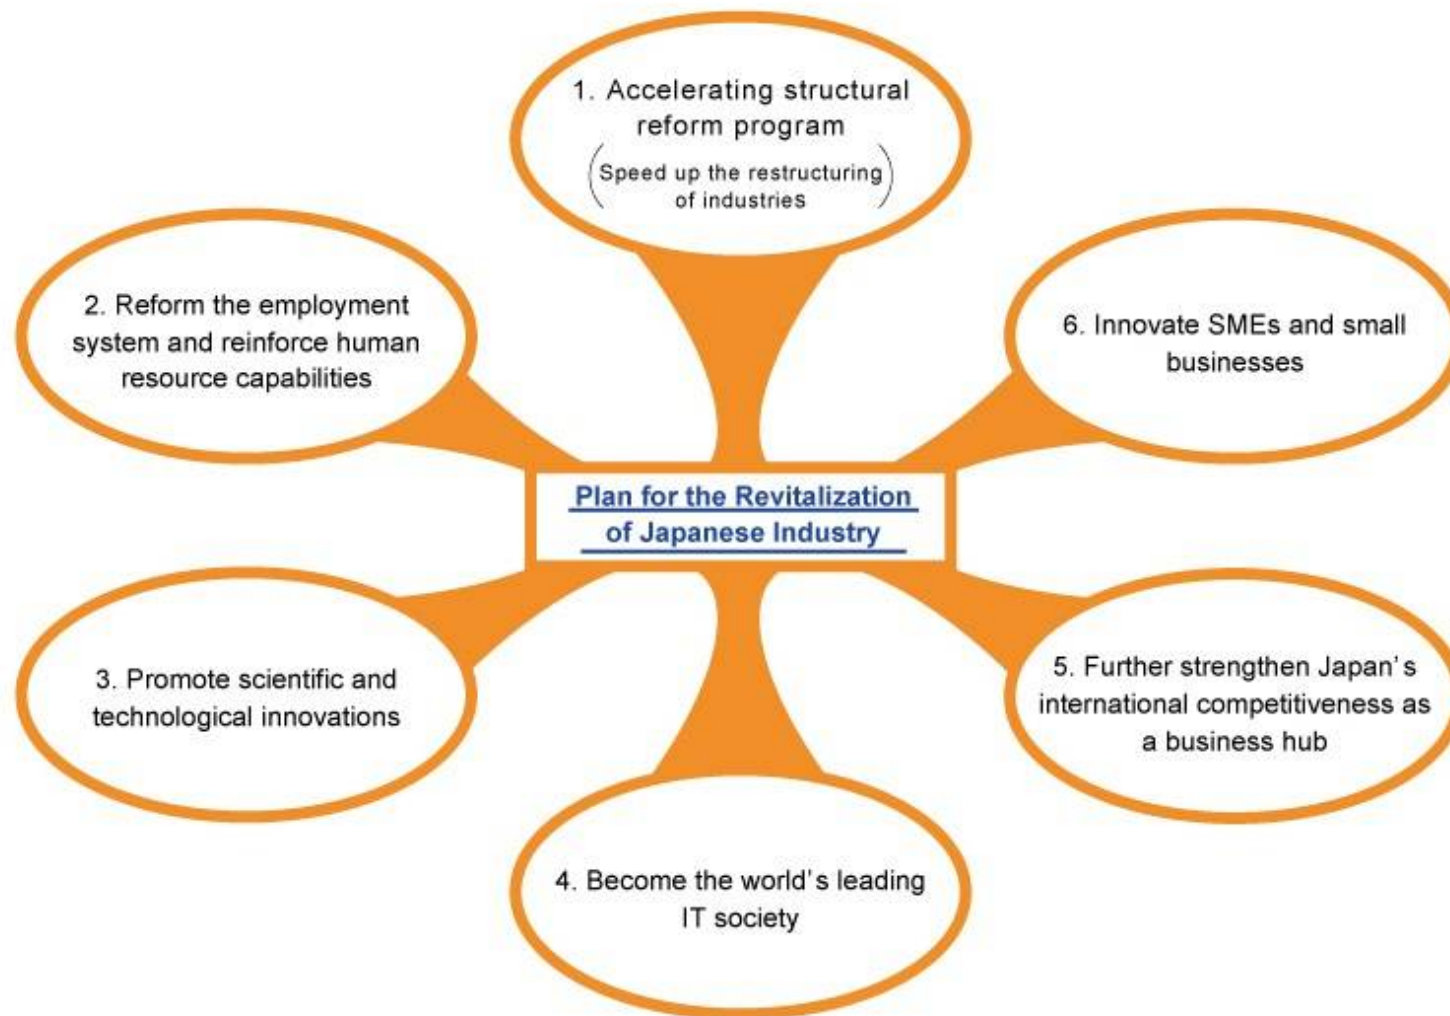 1. Accelerating structural
reform program
(Speed up the restructuring
of industries)
2. Reform the employment
system and reinforce human
resource capabilities
6. Innovate SMEs and small
businesses
Plan for the Revitalization
of Japanese Industry
3. Promote scientific and
technological innovations
5. Further strengthen Japan's
international competitiveness as
a business hub
4. Become the world's leading
IT society